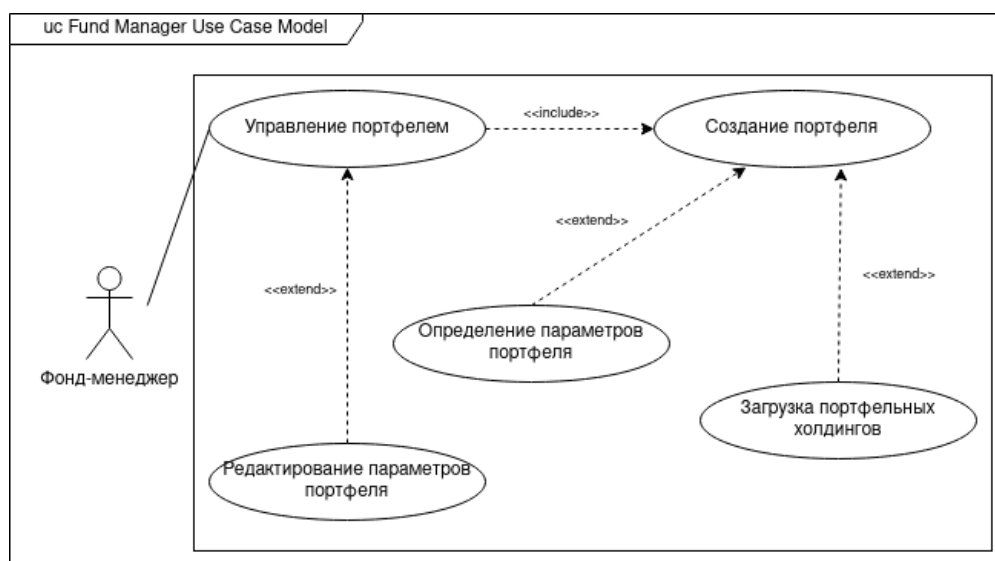 uc Fund Manager Use Case Model
Управление портфелем
<<include>>
Создание портфеля
<<extend>>
<<extend>>
<<extend>>
Определение параметров
портфеля
Фонд-менеджер
Загрузка портфельных
холдингов
Редактирование параметров
портфеля